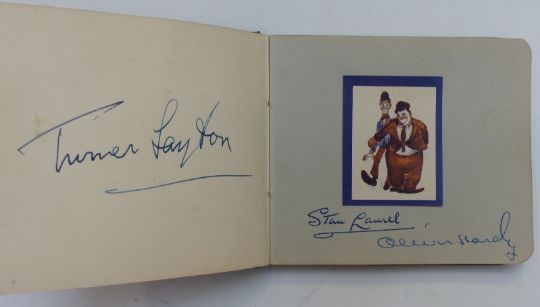 Turner Layton
Stan Laurel
Oliver Hardy